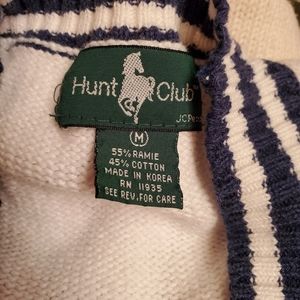 Hunt Club
M
55% RAMIE
45% COTTON
MADE IN KOREA
RN 11935
SEE REV. FOR CARE